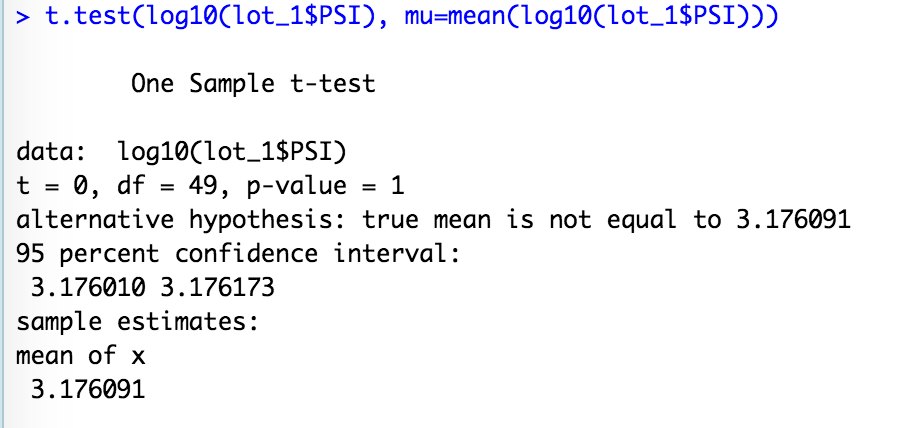 > t.test(log10(lot_1$PSI), mu=mean(log10(lot_1$PSI)))
One Sample t-test
data:  log10(lot_1$PSI)
t = 0, df = 49, p-value = 1
alternative hypothesis: true mean is not equal to 3.176091
95 percent confidence interval:
3.176010 3.176173
sample estimates:
mean of x
3.176091